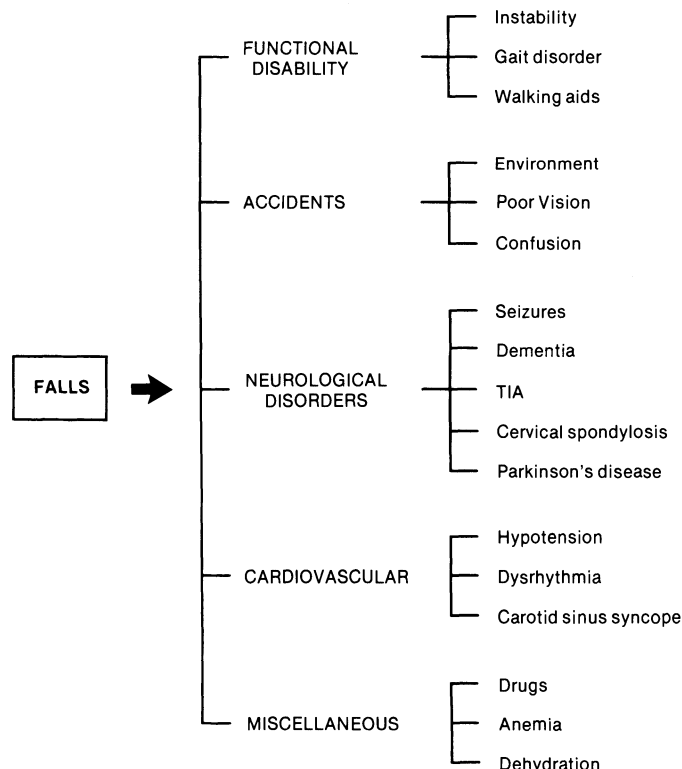 FALLS
FUNCTIONAL
DISABILITY
Instability
Gait disorder
Walking aids
ACCIDENTS
Environment
Poor Vision
Confusion
NEUROLOGICAL
DISORDERS
Seizures
Dementia
TIA
Cervical spondylosis
Parkinson's disease
CARDIOVASCULAR
Hypotension
Dysrhythmia
Carotid sinus syncope
MISCELLANEOUS
Drugs
Anemia
Dehydration